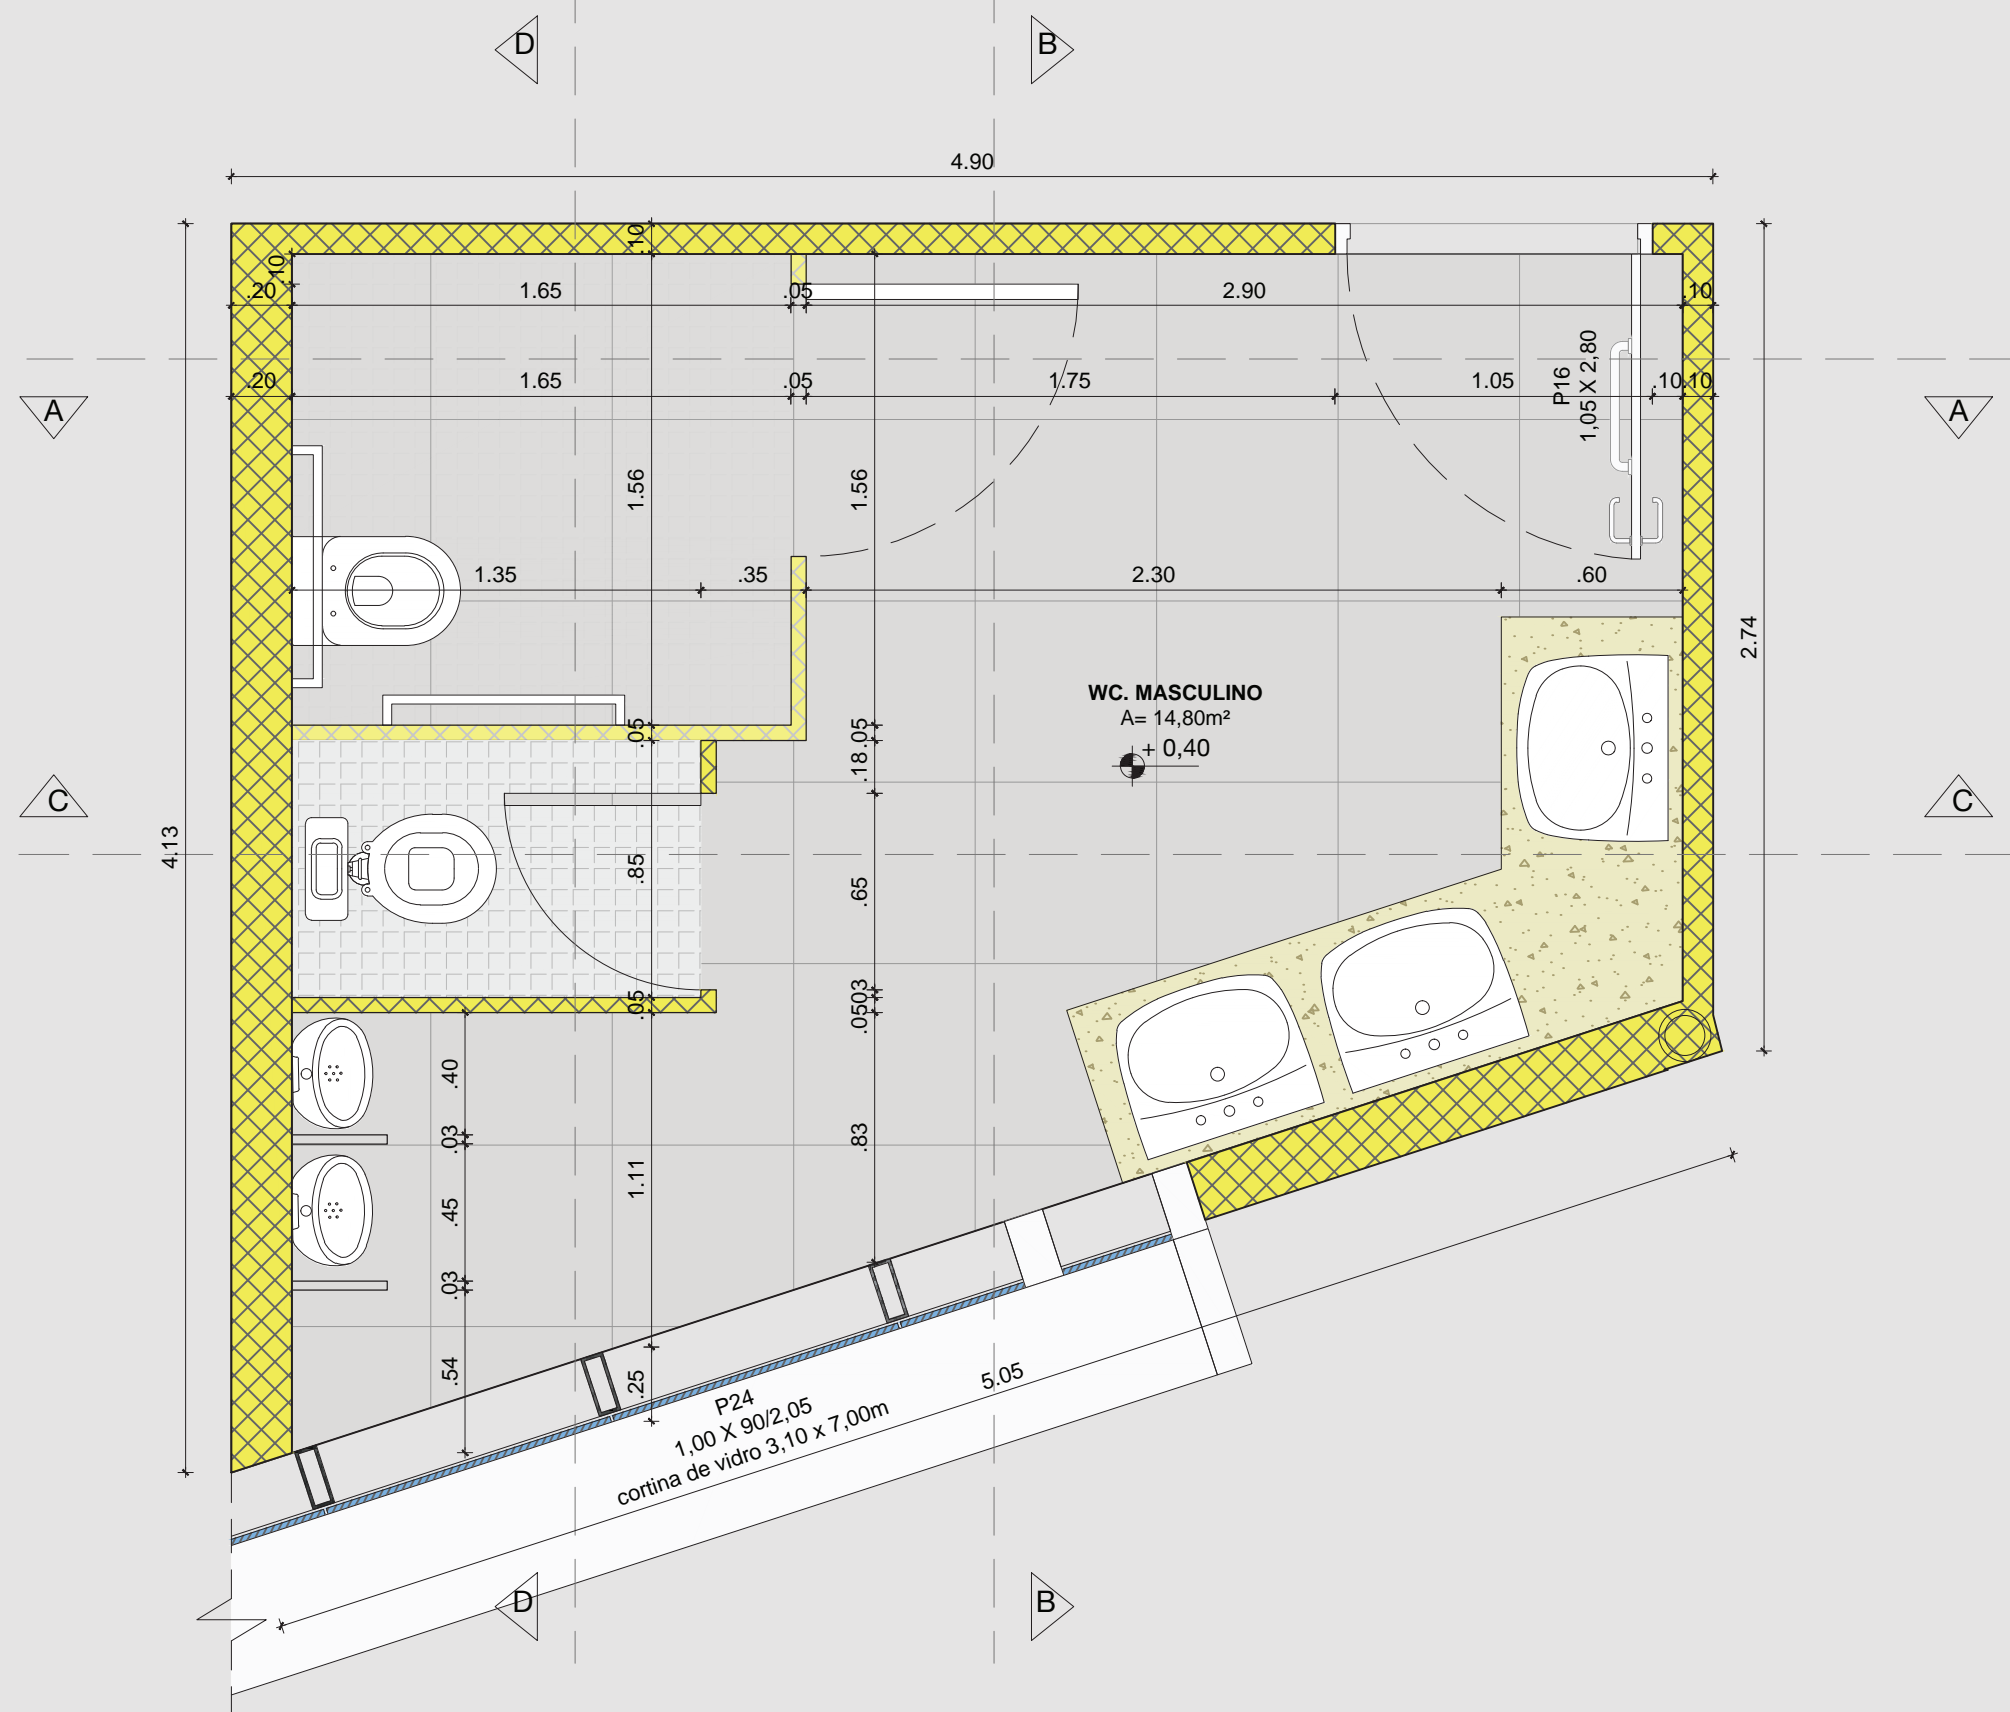 D
B
4.90
.10
.10
.20
1.65
.05
2.90
.10
.20
1.65
.05
1.75
1.05
.10
.10
P16
1,05 X 2,80
A
A
1.56
1.56
1.35
.35
2.30
.60
2.74
WC. MASCULINO
A= 14,80m²
+ 0,40
.05
.05
.18
C
C
4.13
.85
.65
.03
.05
.05
.40
.03
.83
1.11
.45
.03
.54
.25
5.05
P24
1,00 X 90/2,05
cortina de vidro 3,10 x 7,00m
D
B